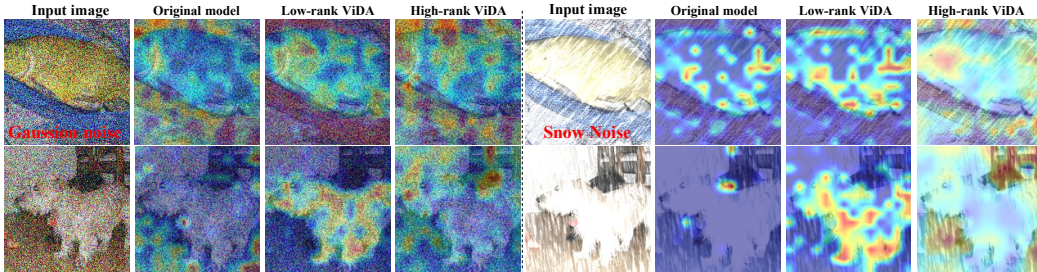 Input image Original model Low-rank ViDA High-rank ViDA Input image Original model Low-rank ViDA High-rank ViDA
Gaussion noise Snow Noise